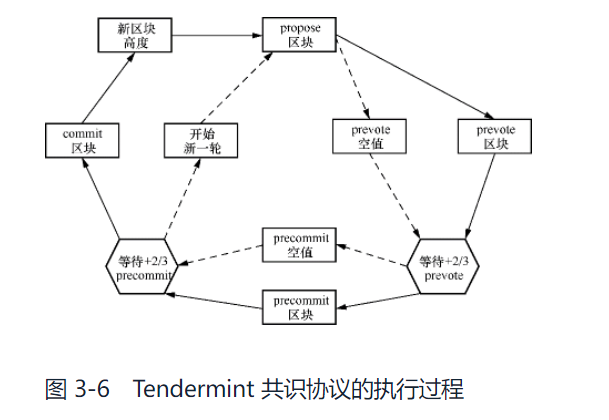 新区块
高度
propose
区块
commit
区块
开始
新一轮
prevote
空值
prevote
区块
等待+2/3
precommit
precommit
空值
等待+2/3
prevote
precommit
区块
图 3-6 Tendermint 共识协议的执行过程